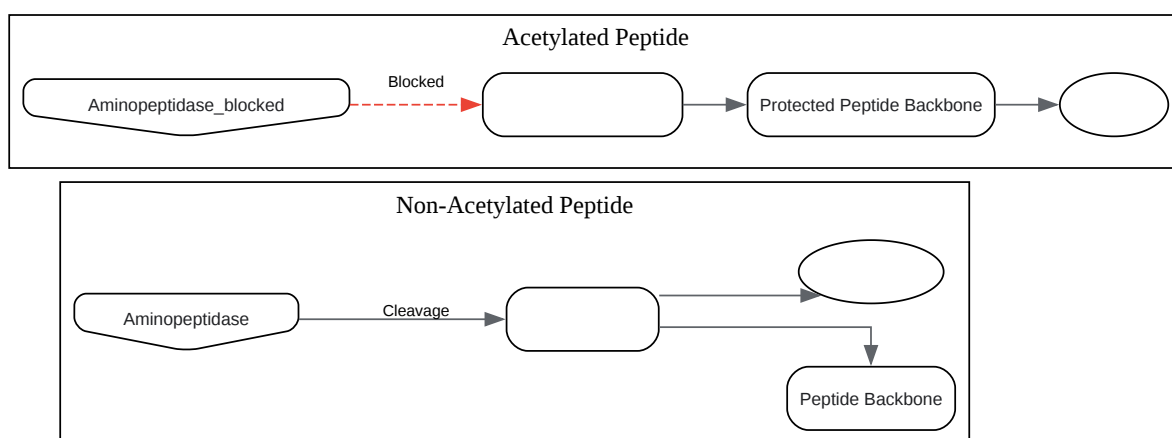 Acetylated Peptide
Aminopeptidase_blocked
Blocked
Protected Peptide Backbone
Non-Acetylated Peptide
Aminopeptidase
Cleavage
Peptide Backbone